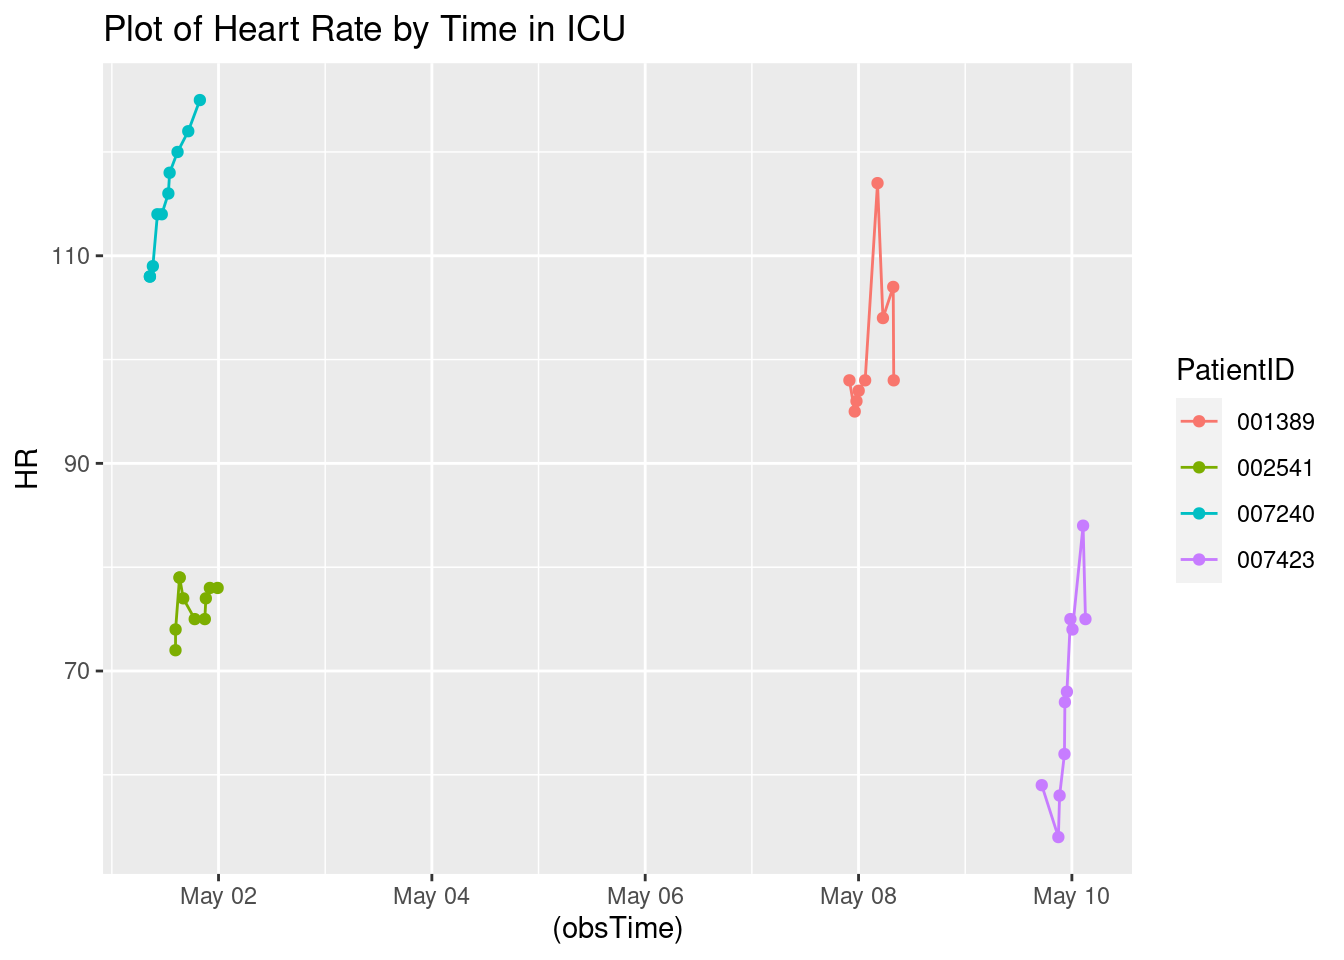 Plot of Heart Rate by Time in ICU
110
90
70
HR
May 02
May 04
May 06
May 08
May 10
(obsTime)
PatientID
001389
002541
007240
007423